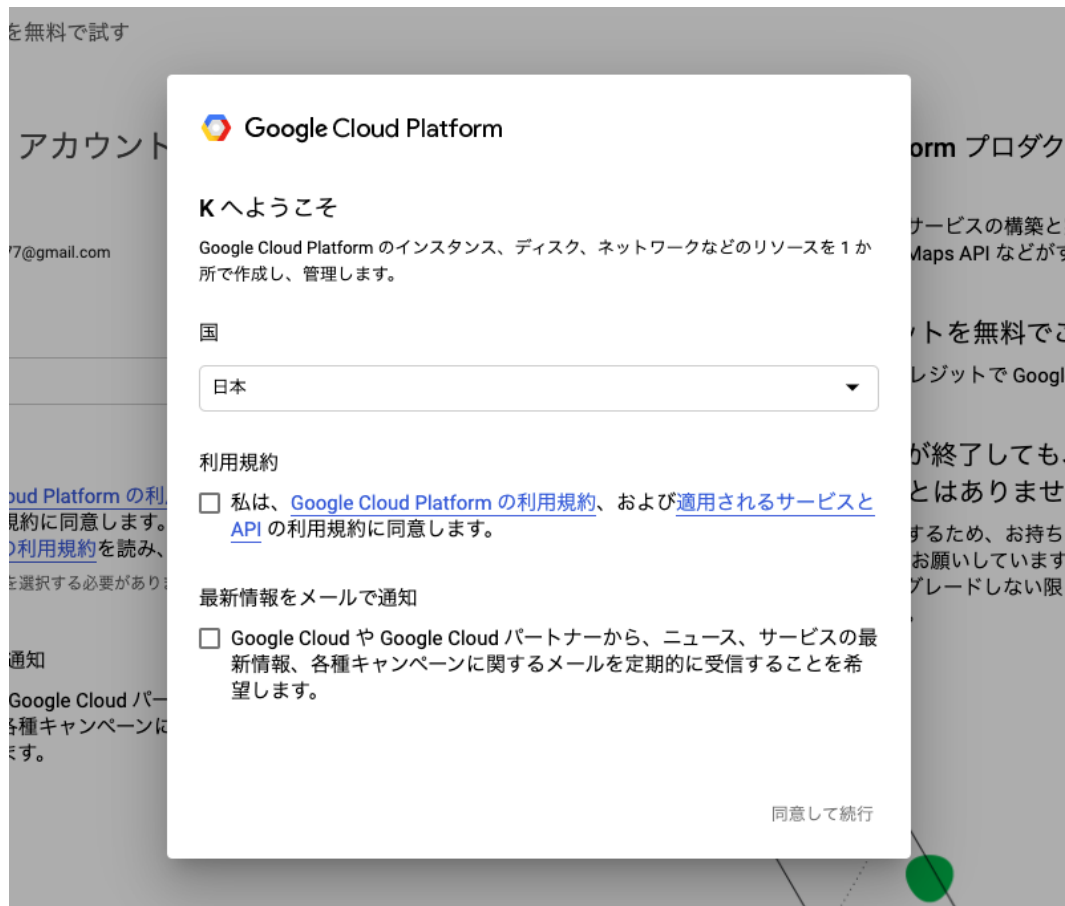 を無料で試す
Google Cloud Platform
アカウント
orm プロダク
K へようこそ
サービスの構築と
Google Cloud Platform のインスタンス、ディスク、ネットワークなどのリソースを 1 か
77@gmail.com
Maps API などがす
所で作成し、管理します。
国
トを無料でご
日本
レジットで Googl
が終了しても、
利用規約
oud Platform の利
私は、Google Cloud Platform の利用規約、および適用されるサービスと
とはありませ
規約に同意します。
API の利用規約に同意します。
するため、お持ち
の利用規約を読み、
お願いしています
を選択する必要があり
グレードしない限
最新情報をメールで通知
Google Cloud や Google Cloud パートナーから、ニュース、サービスの最
通知
新情報、各種キャンペーンに関するメールを定期的に受信することを希
望します。
Google Cloud パー
各種キャンペーンに
ます。
同意して続行